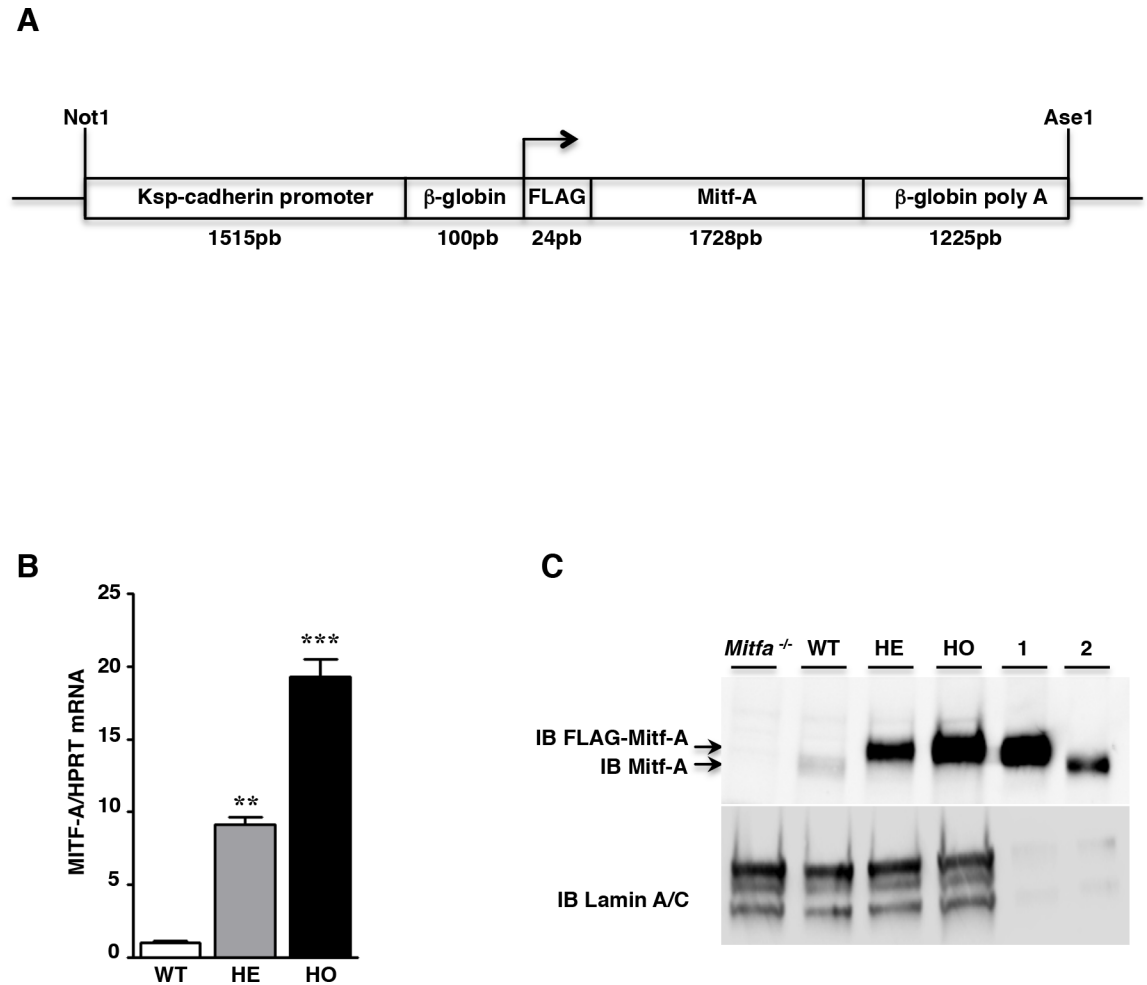 A
Not1 Ase1
Ksp-cadherin promoter β-globin FLAG Mitf-A β-globin poly A
1515pb 100pb 24pb 1728pb 1225pb
B
MITF-A/HPRT mRNA
25
20
15
10
5
0
**
***
WT HE HO
C
Mitfa -/- WT HE HO 1 2
IB FLAG-Mitf-A
IB Mitf-A
IB Lamin A/C